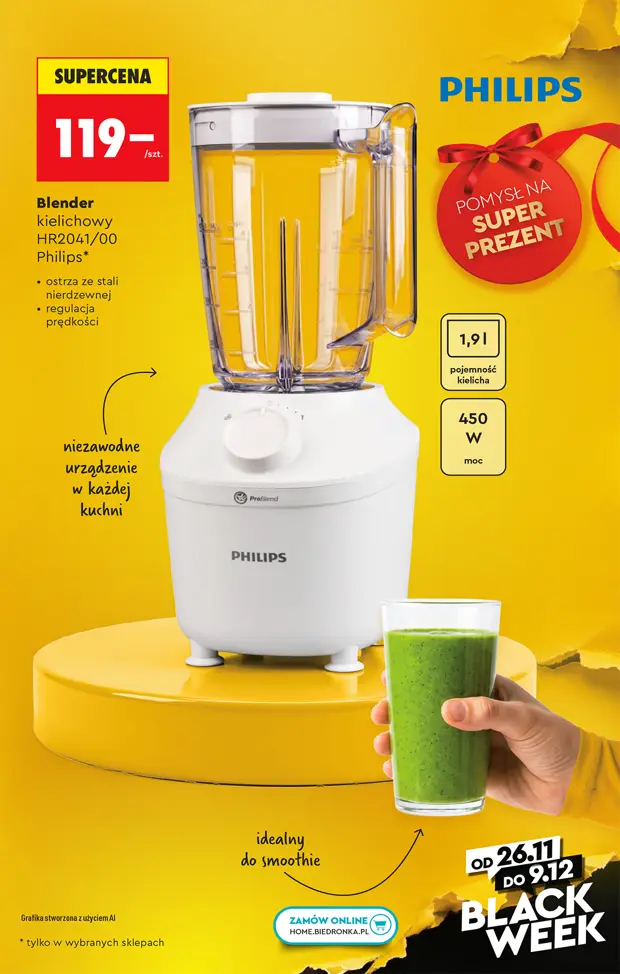 SUPERCENA
119–
/szt.
PHILIPS
POMYSŁ NA
SUPER
PREZENT
Blender
kielichowy
HR2041/00
Philips*
• ostrza ze stali
nierdzewnej
• regulacja
prędkości
1,9 l
pojemność
kielicha
450
W
moc
niezawodne
urządzenie
w każdej
kuchni
ProBlend
PHILIPS
idealny
do smoothie
OD 26.11
DO 9.12
BLACK
WEEK
Grafika stworzona z użyciem AI
ZAMÓW ONLINE
HOME.BIEDRONKA.PL
* tylko w wybranych sklepach